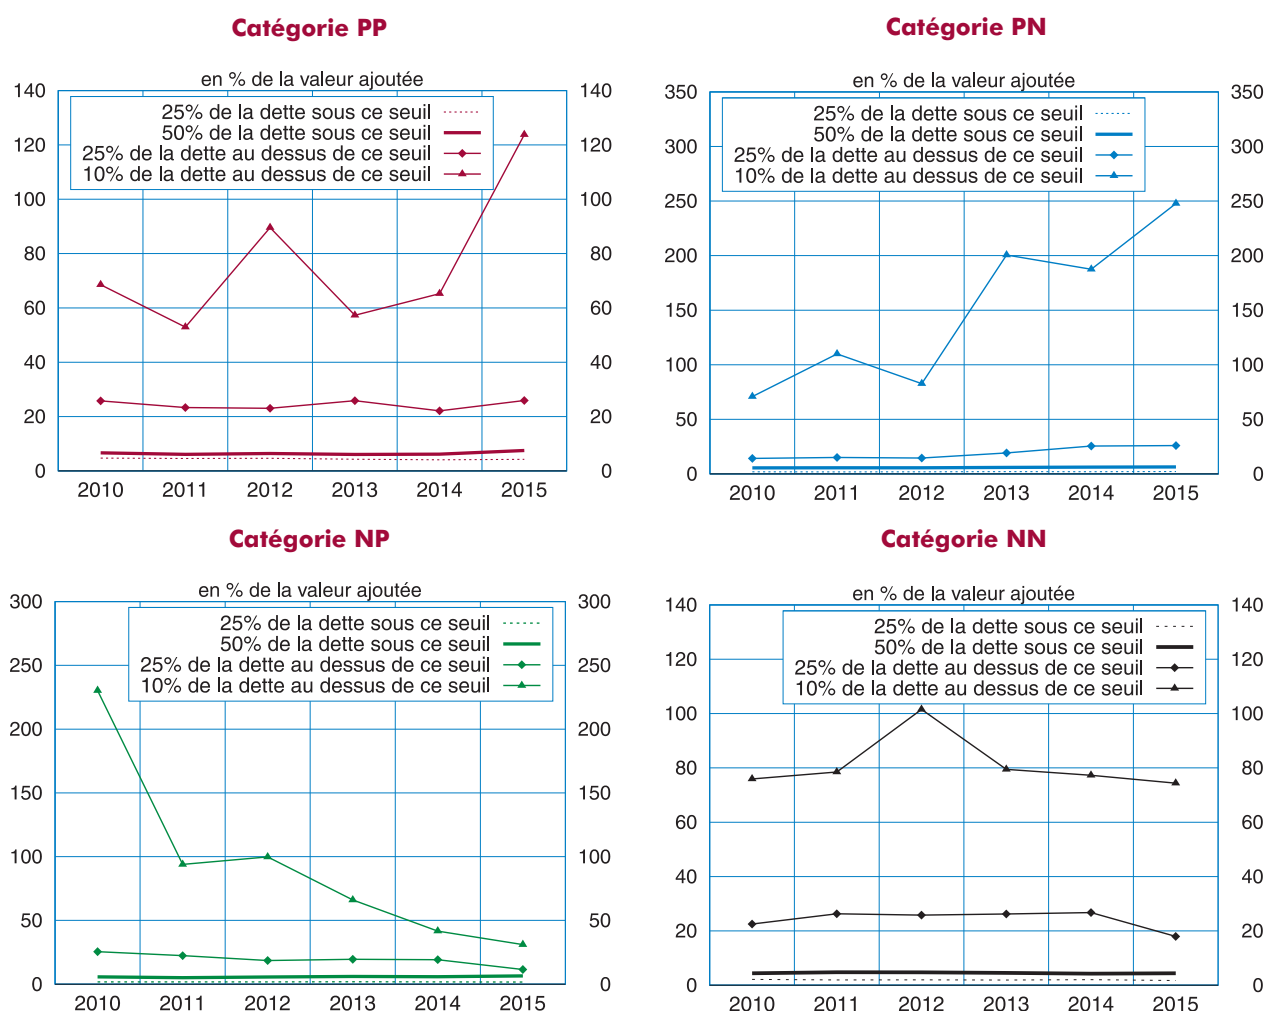 Catégorie PP
en % de la valeur ajoutée
140 140
120 120
100 100
80 80
60 60
40 40
20 20
0 0
25% de la dette sous ce seuil
50% de la dette sous ce seuil
25% de la dette au dessus de ce seuil
10% de la dette au dessus de ce seuil
2010 2011 2012 2013 2014 2015
Catégorie PN
en % de la valeur ajoutée
350 350
300 300
250 250
200 200
150 150
100 100
50 50
0 0
25% de la dette sous ce seuil
50% de la dette sous ce seuil
25% de la dette au dessus de ce seuil
10% de la dette au dessus de ce seuil
2010 2011 2012 2013 2014 2015
Catégorie NP
en % de la valeur ajoutée
300 300
250 250
200 200
150 150
100 100
50 50
0 0
25% de la dette sous ce seuil
50% de la dette sous ce seuil
25% de la dette au dessus de ce seuil
10% de la dette au dessus de ce seuil
2010 2011 2012 2013 2014 2015
Catégorie NN
en % de la valeur ajoutée
140 140
120 120
100 100
80 80
60 60
40 40
20 20
0 0
25% de la dette sous ce seuil
50% de la dette sous ce seuil
25% de la dette au dessus de ce seuil
10% de la dette au dessus de ce seuil
2010 2011 2012 2013 2014 2015